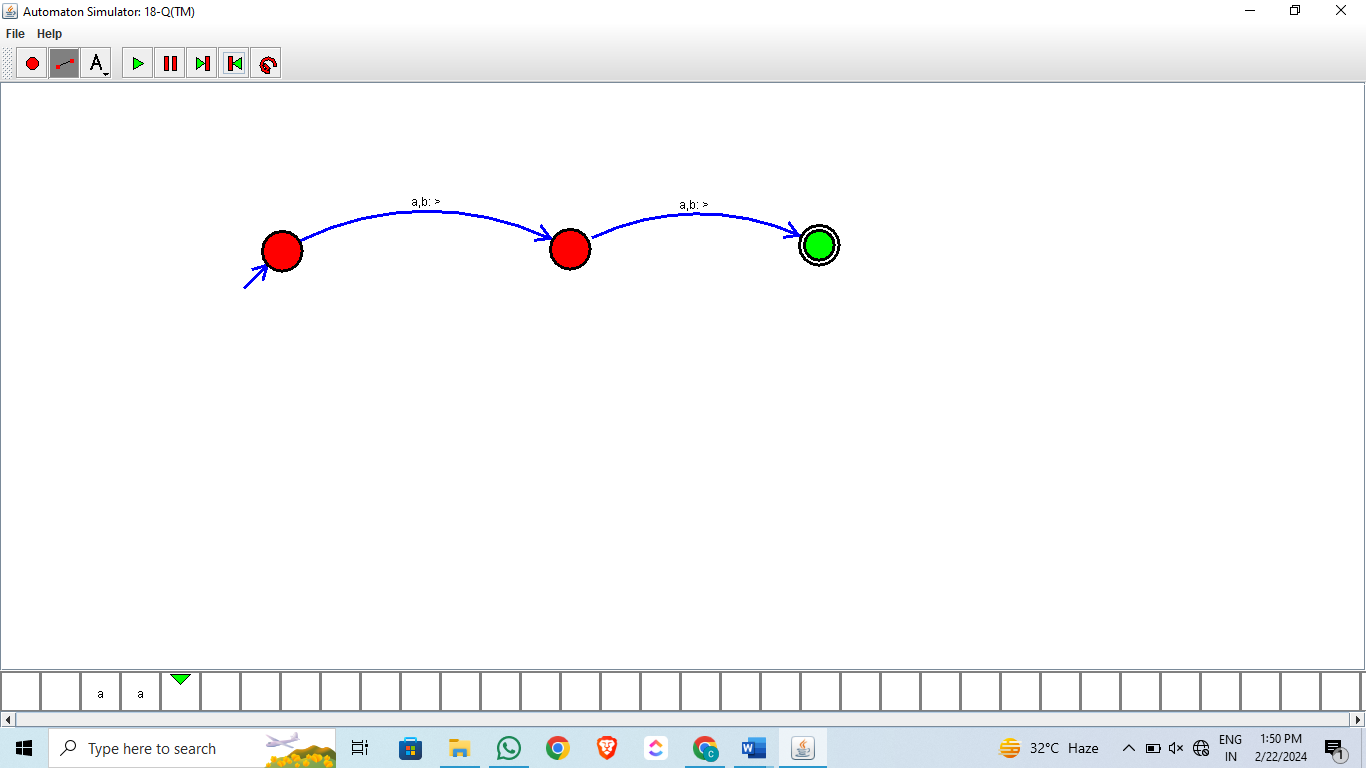 Automaton Simulator: 18-Q(TM)
File Help
A
a,b: >
a,b: >
a a
Type here to search
32°C Haze
ENG
IN
1:50 PM
2/22/2024
1